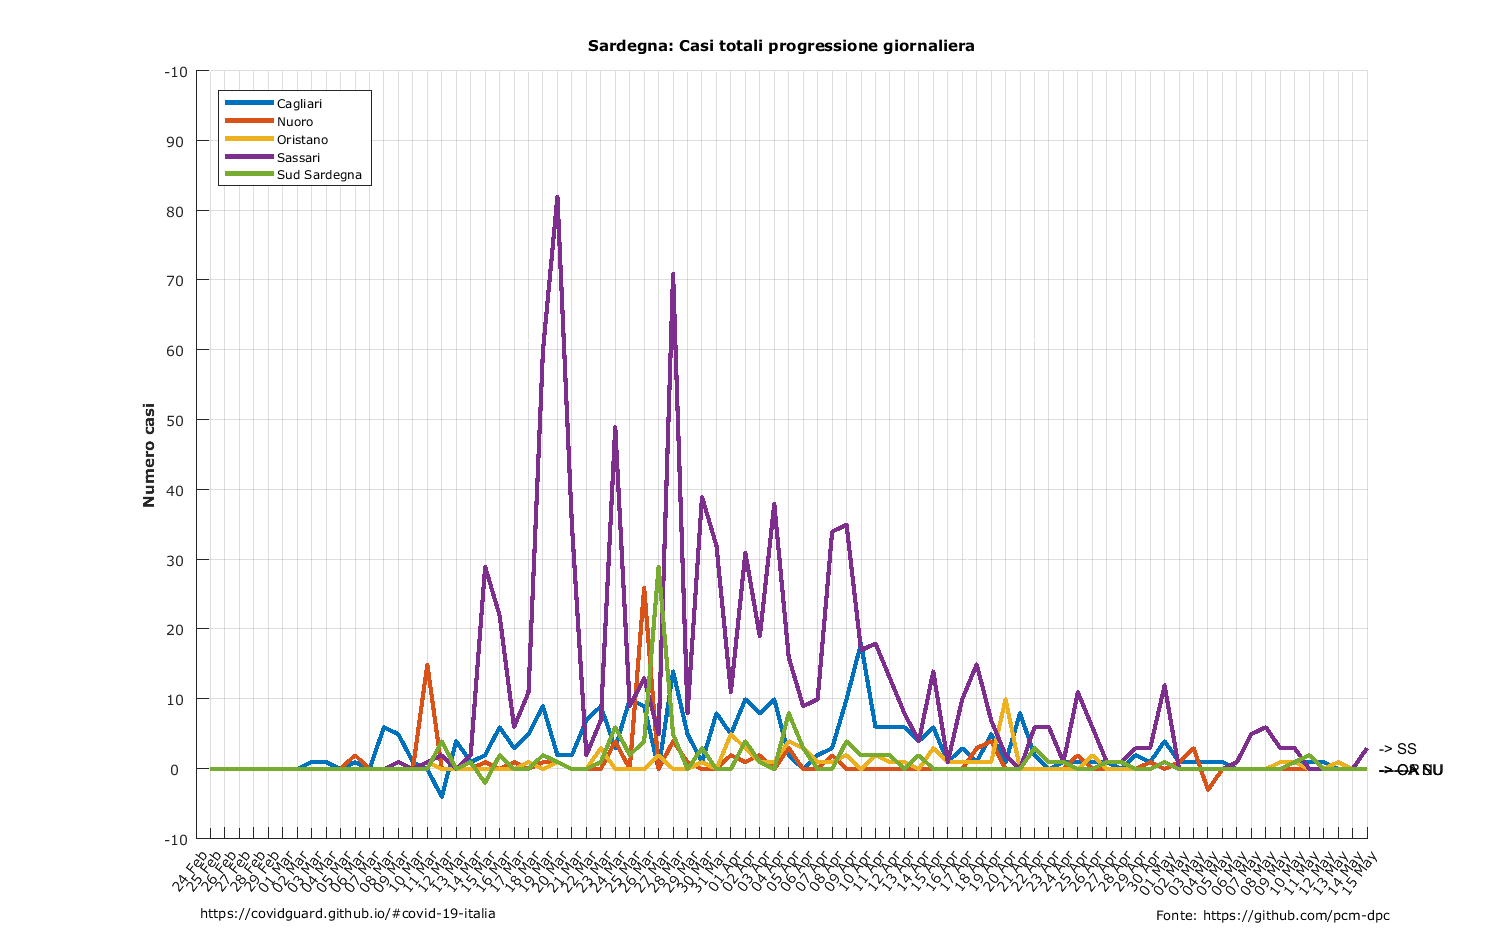 Sardegna: Casi totali progressione giornaliera
-10
90
80
70
60
50
40
30
20
10
0
-10
Numero casi
Cagliari
Nuoro
Oristano
Sassari
Sud Sardegna
-> SS
24 Feb
25 Feb
26 Feb
27 Feb
28 Feb
29 Feb
01 Mar
02 Mar
03 Mar
05 Mar
06 Mar
07 Mar
08 Mar
09 Mar
10 Mar
11 Mar
12 Mar
13 Mar
14 Mar
15 Mar
16 Mar
17 Mar
18 Mar
19 Mar
20 Mar
21 Mar
22 Mar
23 Mar
24 Mar
25 Mar
26 Mar
27 Mar
28 Mar
29 Mar
30 Mar
31 Mar
01 Apr
02 Apr
03 Apr
04 Apr
05 Apr
06 Apr
07 Apr
08 Apr
09 Apr
10 Apr
11 Apr
12 Apr
13 Apr
14 Apr
15 Apr
16 Apr
17 Apr
18 Apr
19 Apr
20 Apr
21 Apr
22 Apr
23 Apr
24 Apr
25 Apr
26 Apr
27 Apr
28 Apr
29 Apr
30 Apr
01 May
02 May
03 May
04 May
05 May
06 May
07 May
08 May
09 May
10 May
11 May
12 May
13 May
14 May
15 May
https://covidguard.github.io/#covid-19-italia
Fonte: https://github.com/pcm-dpc